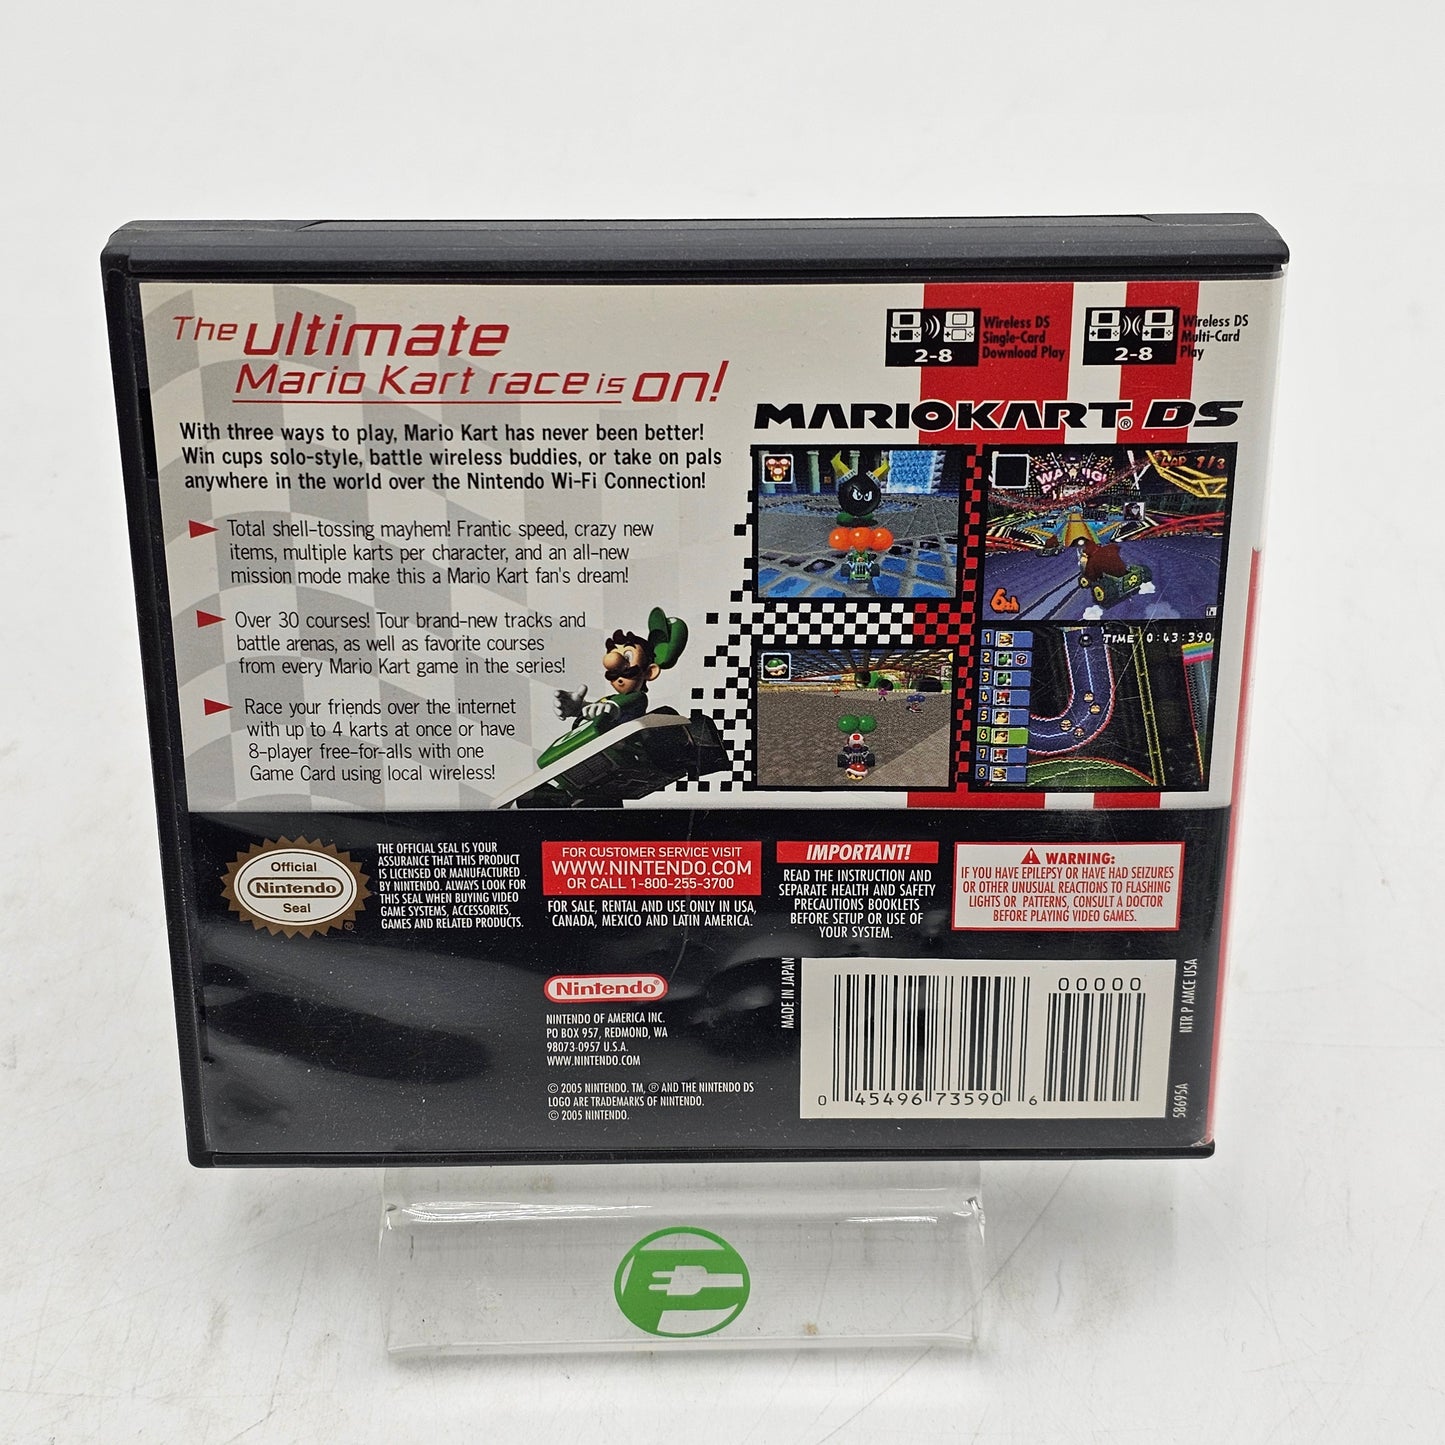 The ultimate
Mario Kart race is on!
With three ways to play, Mario Kart has never been better!
Win cups solo-style, battle wireless buddies, or take on pals
anywhere in the world over the Nintendo Wi-Fi Connection!
Total shell-tossing mayhem! Frantic speed, crazy new
items, multiple karts per character, and an all-new
mission mode make this a Mario Kart fan's dream!
Over 30 courses! Tour brand-new tracks and
battle arenas, as well as favorite courses
from every Mario Kart game in the series!
Race your friends over the internet
with up to 4 karts at once or have
8-player free-for-alls with one
Game Card using local wireless!
2-8
Wireless DS
Single-Card
Download Play
2-8
Wireless DS
Multi-Card
Play
MARIOKART® DS
LAP 1/3
6th
TIME 0:43:390
1
2
3
4
5
6
7
8
Official
Nintendo
Seal
®
THE OFFICIAL SEAL IS YOUR
ASSURANCE THAT THIS PRODUCT
IS LICENSED OR MANUFACTURED
BY NINTENDO. ALWAYS LOOK FOR
THIS SEAL WHEN BUYING VIDEO
GAME SYSTEMS, ACCESSORIES,
GAMES AND RELATED PRODUCTS.
FOR CUSTOMER SERVICE VISIT
WWW.NINTENDO.COM
OR CALL 1-800-255-3700
FOR SALE, RENTAL AND USE ONLY IN USA,
CANADA, MEXICO AND LATIN AMERICA.
IMPORTANT!
READ THE INSTRUCTION AND
SEPARATE HEALTH AND SAFETY
PRECAUTIONS BOOKLETS
BEFORE SETUP OR USE OF
YOUR SYSTEM.
WARNING:
IF YOU HAVE EPILEPSY OR HAVE HAD SEIZURES
OR OTHER UNUSUAL REACTIONS TO FLASHING
LIGHTS OR PATTERNS, CONSULT A DOCTOR
BEFORE PLAYING VIDEO GAMES.
Nintendo®
NINTENDO OF AMERICA INC.
PO BOX 957, REDMOND, WA
98073-0957 U.S.A.
WWW.NINTENDO.COM
© 2005 NINTENDO. TM, ® AND THE NINTENDO DS
LOGO ARE TRADEMARKS OF NINTENDO.
© 2005 NINTENDO.
MADE IN JAPAN
00000
0 45496 73590 6
NTR P AMCE USA
58695A